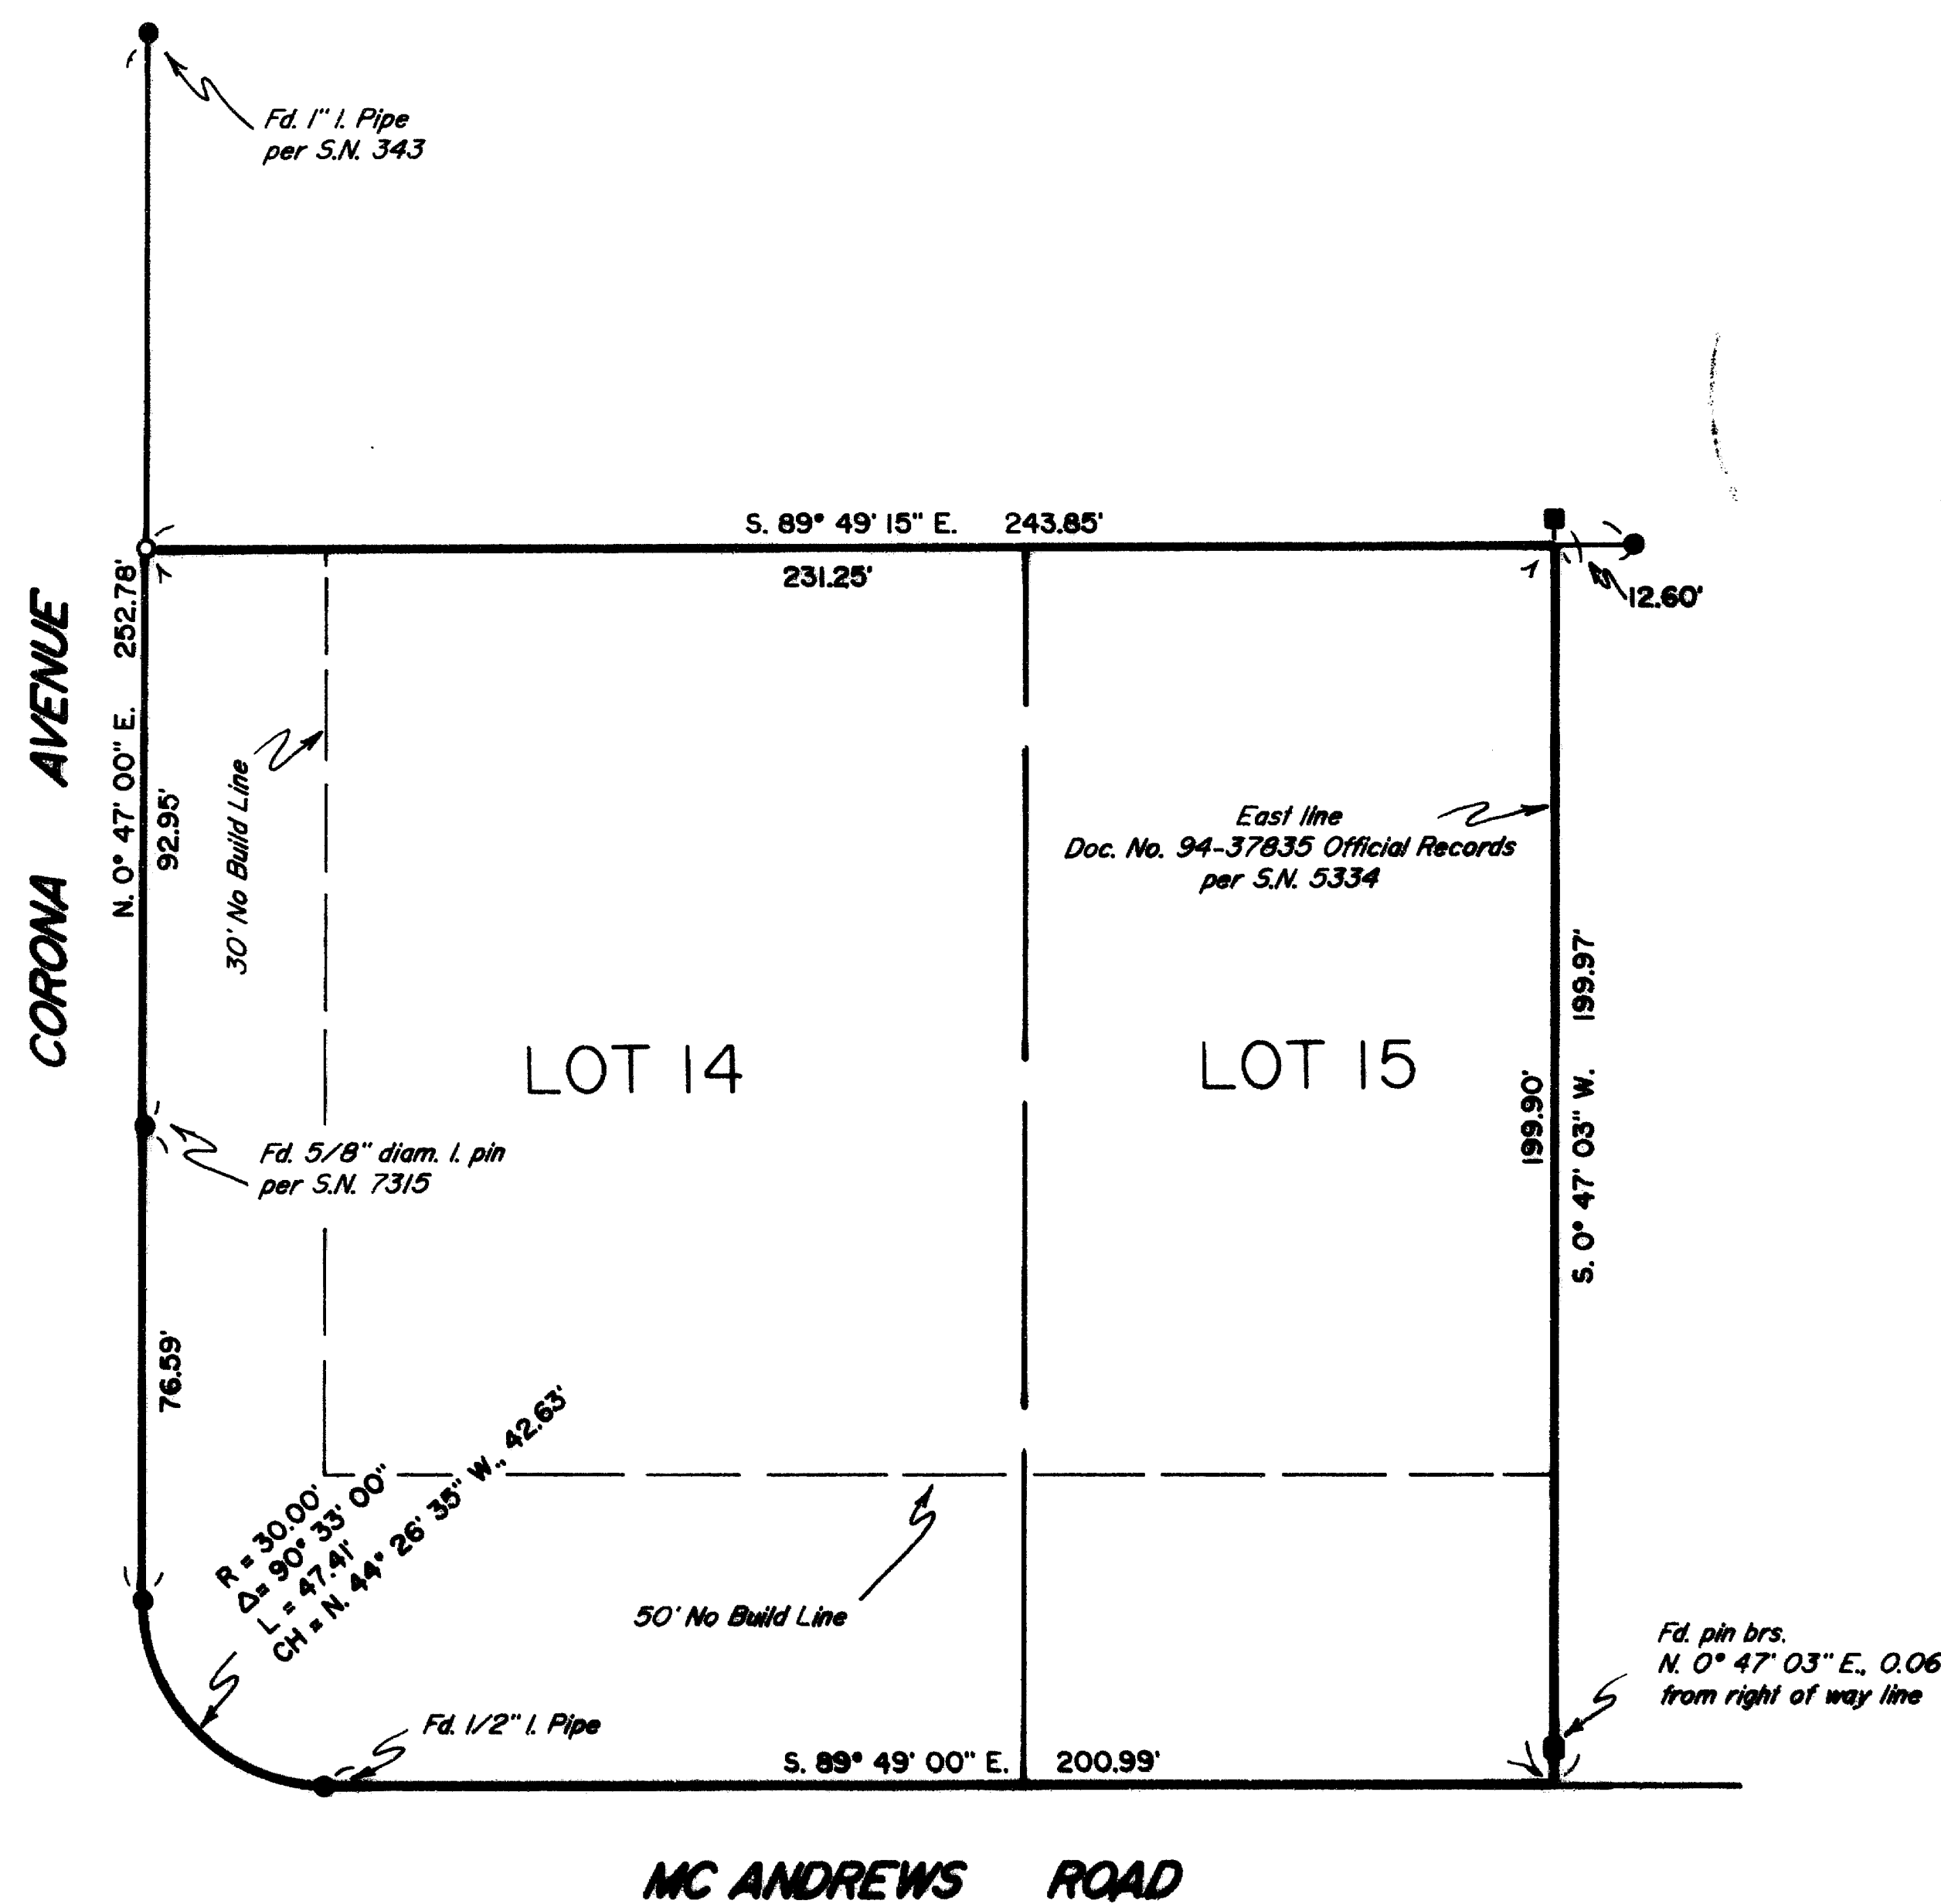 Fd. 1" I. Pipe
per S.N. 343
S. 89° 49' 15" E. 243.85'
231.25'
12.60'
CORONA AVENUE
N. 0° 47' 00" E. 252.78'
92.95'
30' No Build Line
East line
Doc. No. 94-37835 Official Records
per S.N. 5334
LOT 14
LOT 15
199.90'
S. 0° 47' 03" W. 199.97'
Fd. 5/8" diam. I. pin
per S.N. 7315
76.59'
R = 30.00'
Δ= 90° 33' 00"
L = 47.41'
CH = N. 44° 26' 35" W., 42.63'
50' No Build Line
Fd. pin brs.
N. 0° 47' 03" E., 0.06
from right of way line
Fd. 1/2" I. Pipe
S. 89° 49' 00" E. 200.99'
MC ANDREWS ROAD